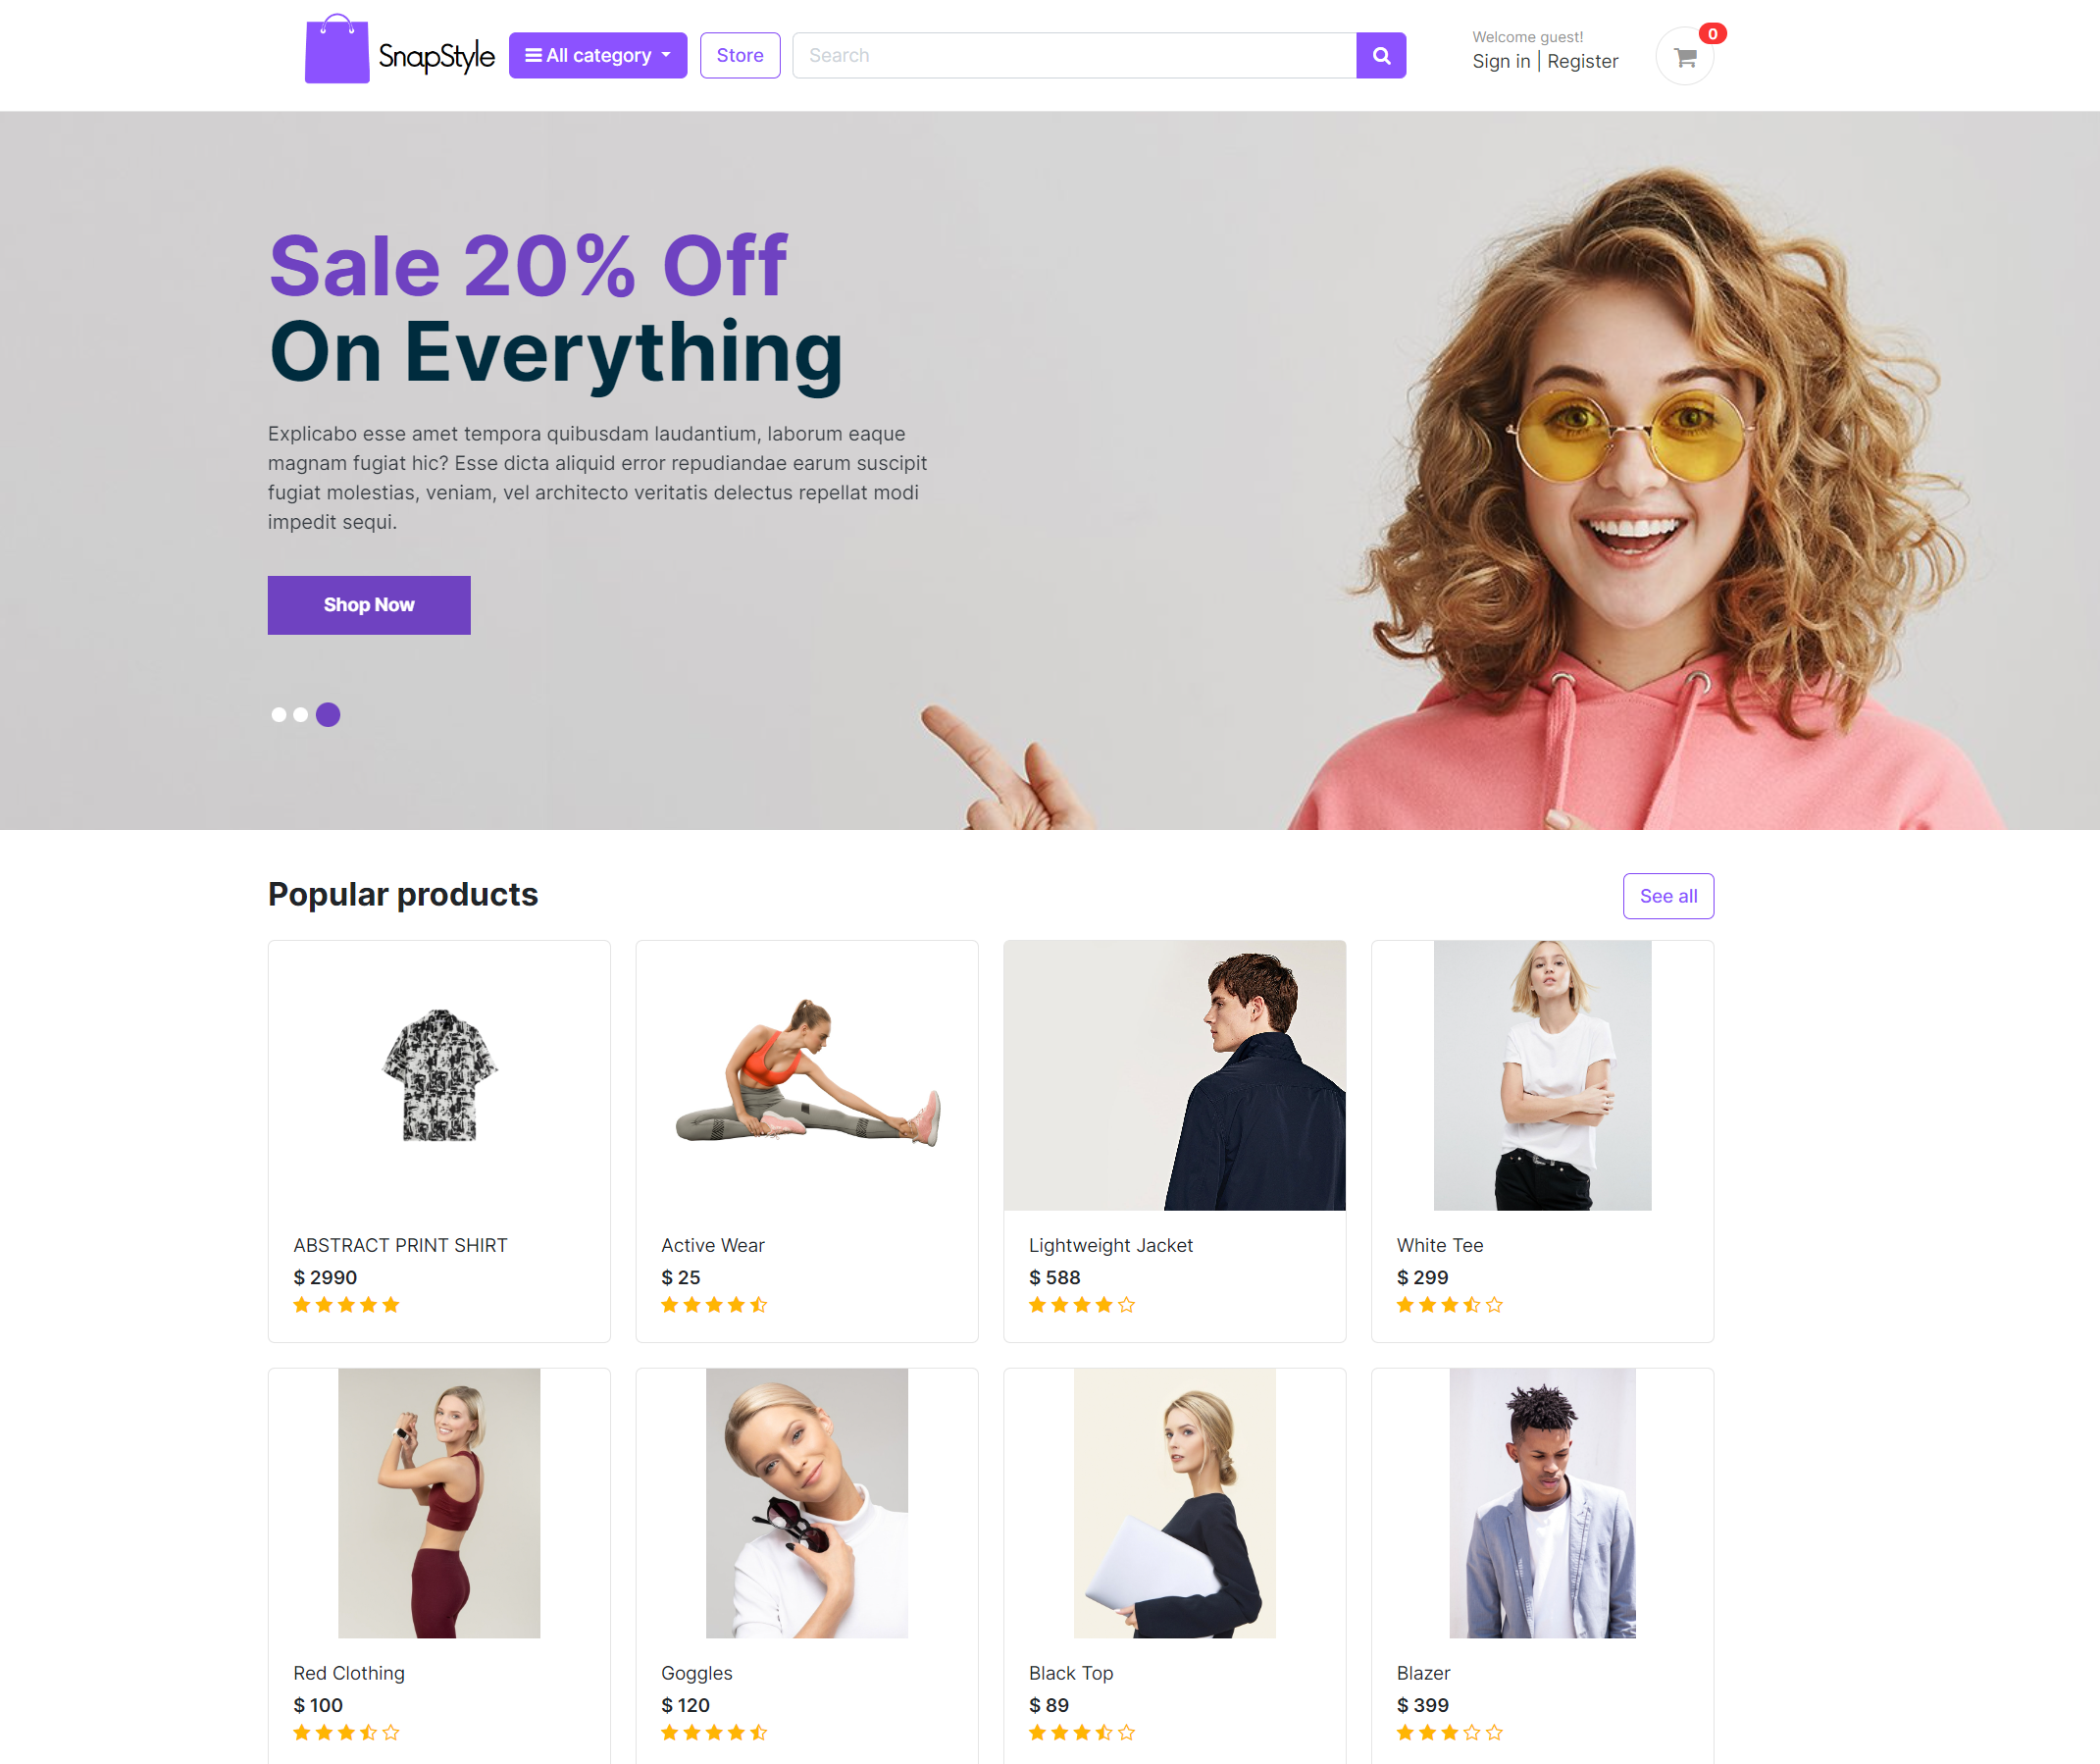 SnapStyle
All category
Store
Search
Welcome guest!
Sign in | Register
0
Sale 20% Off
On Everything
Explicabo esse amet tempora quibusdam laudantium, laborum eaque
magnam fugiat hic? Esse dicta aliquid error repudiandae earum suscipit
fugiat molestias, veniam, vel architecto veritatis delectus repellat modi
impedit sequi.
Shop Now
Popular products
See all
ABSTRACT PRINT SHIRT
$ 2990
Active Wear
$ 25
Lightweight Jacket
$ 588
White Tee
$ 299
Red Clothing
$ 100
Goggles
$ 120
Black Top
$ 89
Blazer
$ 399